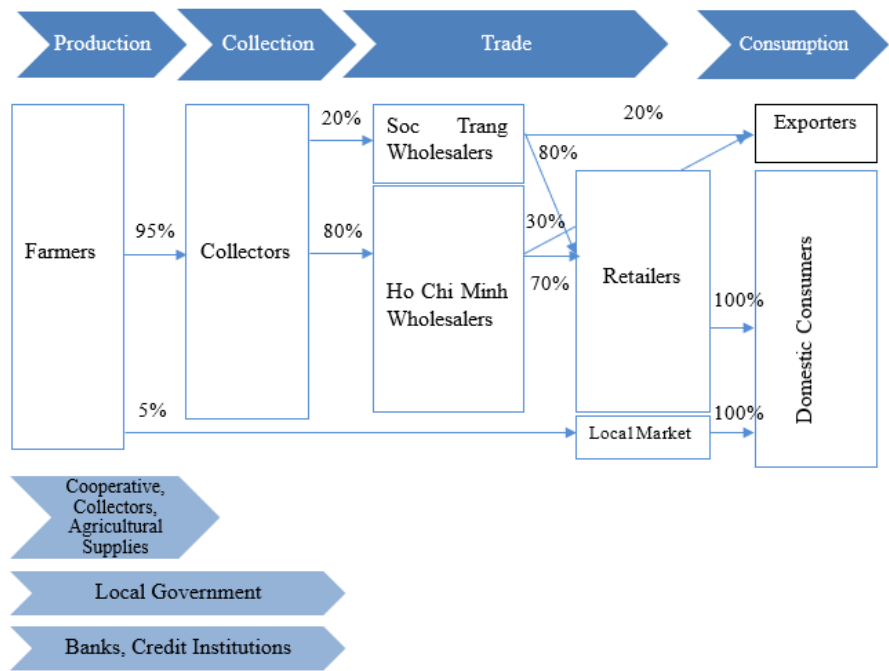 Production
Collection
Trade
Consumption
Farmers
95%
5%
Collectors
20%
80%
Soc Trang
Wholesalers
Ho Chi Minh
Wholesalers
20%
80%
30%
70%
Retailers
Local Market
100%
100%
Exporters
Domestic Consumers
Cooperative,
Collectors,
Agricultural
Supplies
Local Government
Banks, Credit Institutions